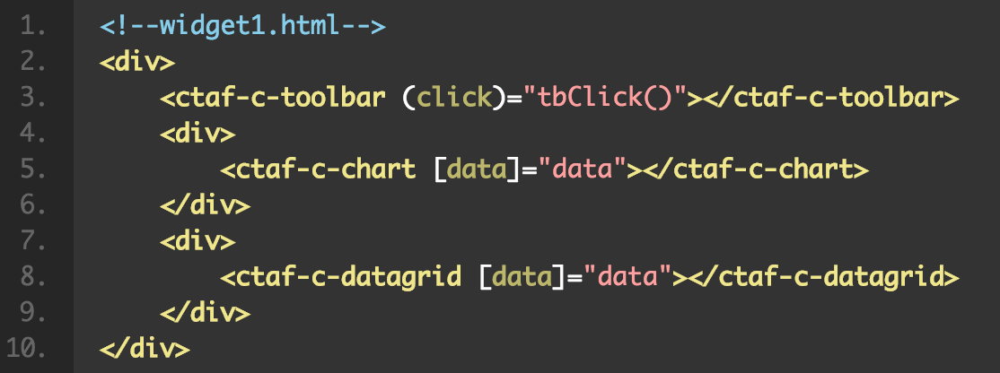 1. <!--widget1.html-->
2. <div>
3.     <ctaf-c-toolbar (click)="tbClick()"></ctaf-c-toolbar>
4.     <div>
5.         <ctaf-c-chart [data]="data"></ctaf-c-chart>
6.     </div>
7.     <div>
8.         <ctaf-c-datagrid [data]="data"></ctaf-c-datagrid>
9.     </div>
10. </div>